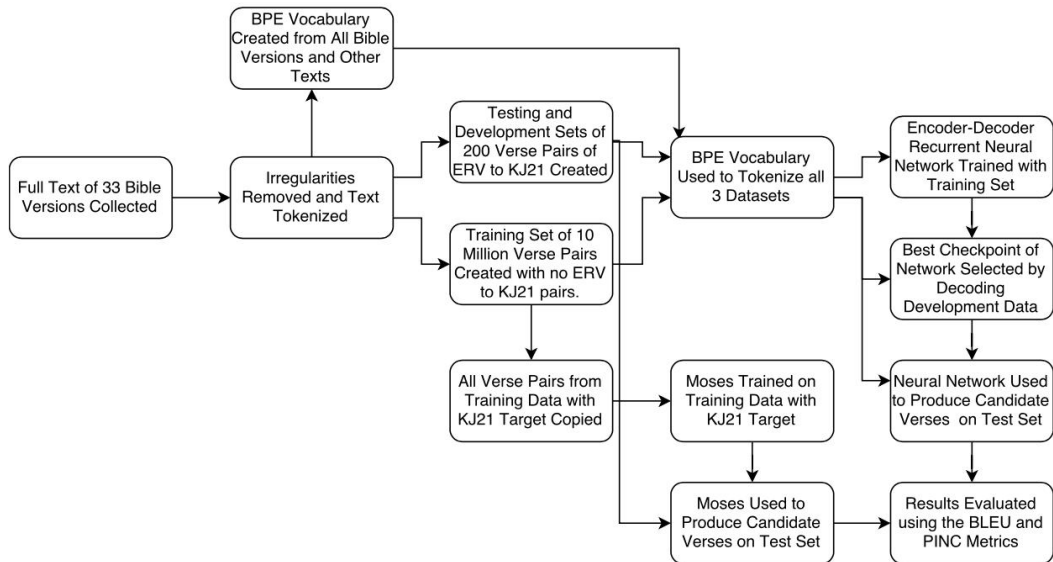 BPE Vocabulary
Created from All Bible
Versions and Other
Texts
Full Text of 33 Bible
Versions Collected
Irregularities
Removed and Text
Tokenized
Testing and
Development Sets of
200 Verse Pairs of
ERV to KJ21 Created
Training Set of 10
Million Verse Pairs
Created with no ERV
to KJ21 pairs.
All Verse Pairs from
Training Data with
KJ21 Target Copied
BPE Vocabulary
Used to Tokenize all
3 Datasets
Moses Trained on
Training Data with
KJ21 Target
Moses Used to
Produce Candidate
Verses on Test Set
Encoder-Decoder
Recurrent Neural
Network Trained with
Training Set
Best Checkpoint of
Network Selected by
Decoding
Development Data
Neural Network Used
to Produce Candidate
Verses on Test Set
Results Evaluated
using the BLEU and
PINC Metrics